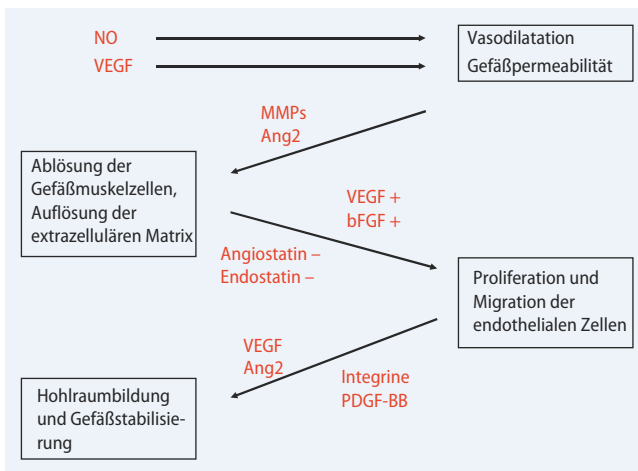 NO
VEGF
Vasodilatation
Gefäßpermeabilität
MMPs
Ang2
Ablösung der
Gefäßmuskelzellen,
Auflösung der
extrazellulären Matrix
VEGF +
bFGF +
Angiostatin –
Endostatin –
Proliferation und
Migration der
endothelialen Zellen
VEGF
Ang2
Integrine
PDGF-BB
Hohlraumbildung
und Gefäßstabilisie-
rung